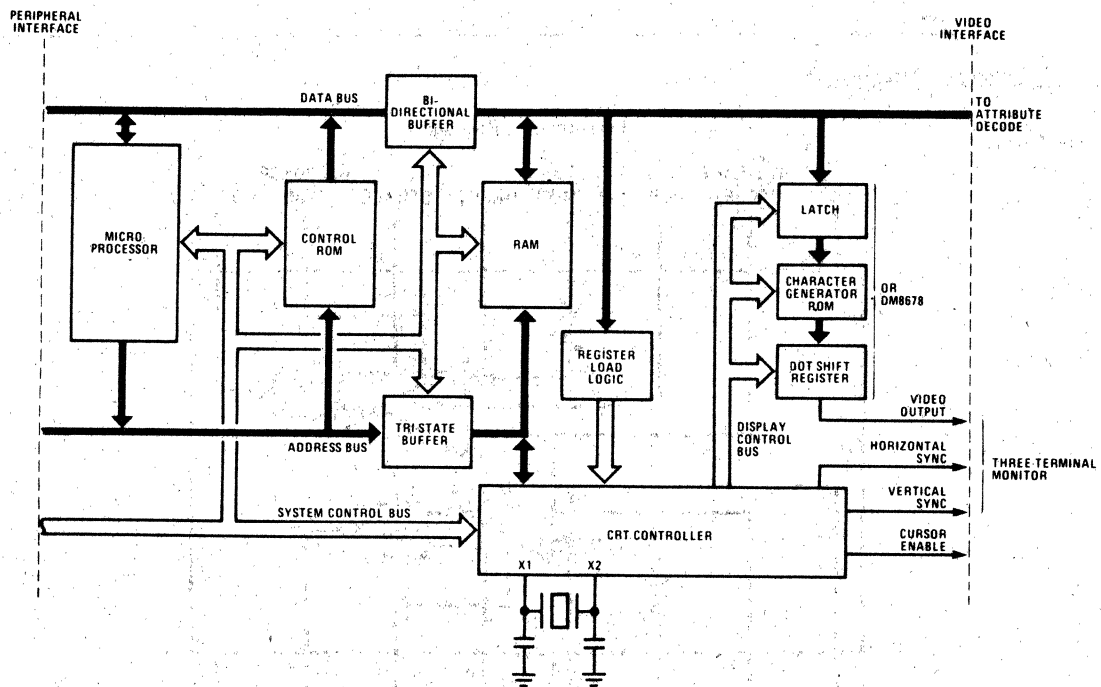 PERIPHERAL
INTERFACE
VIDEO
INTERFACE
DATA BUS
BI-
DIRECTIONAL
BUFFER
TO
ATTRIBUTE
DECODE
MICRO-
PROCESSOR
CONTROL
ROM
RAM
LATCH
CHARACTER
GENERATOR
ROM
OR
DM8678
REGISTER
LOAD
LOGIC
DOT SHIFT
REGISTER
VIDEO
OUTPUT
TRI-STATE
BUFFER
ADDRESS BUS
DISPLAY
CONTROL
BUS
HORIZONTAL
SYNC
THREE-TERMINAL
MONITOR
VERTICAL
SYNC
SYSTEM CONTROL BUS
CRT CONTROLLER
CURSOR
ENABLE
X1
X2